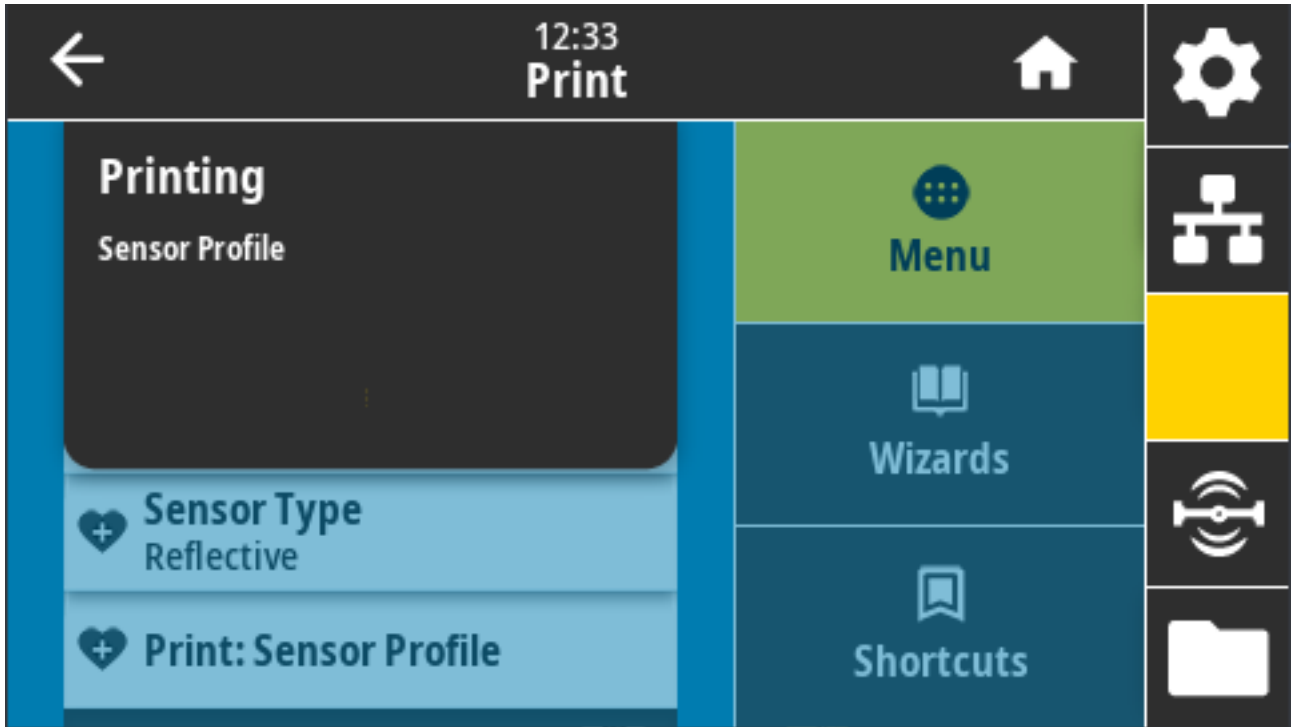 12:33
Print
Printing
Sensor Profile
Sensor Type
Reflective
Print: Sensor Profile
Menu
Wizards
Shortcuts